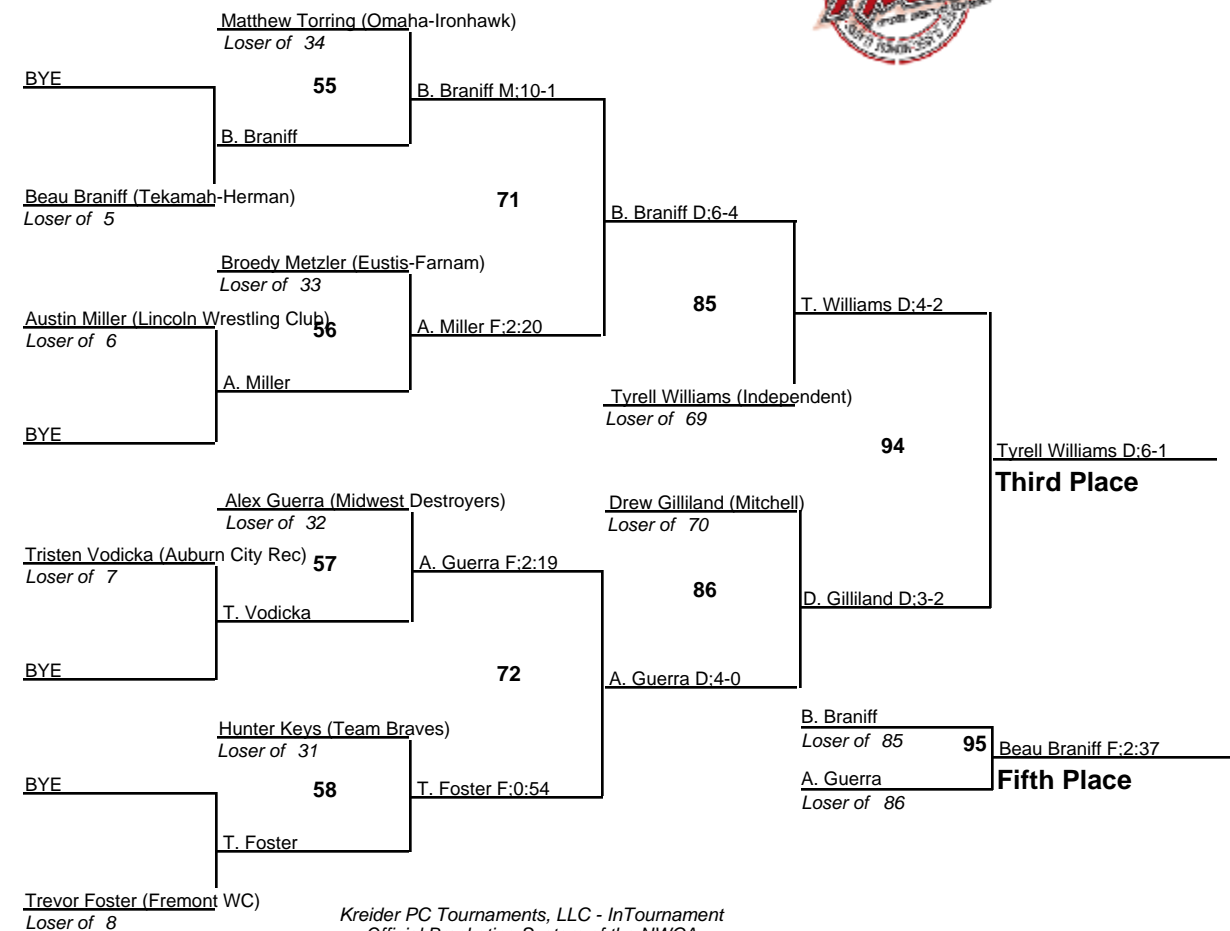 Matthew Torring (Omaha-Ironhawk)
Loser of 34
BYE
55
B. Braniff M;10-1
B. Braniff
Beau Braniff (Tekamah-Herman)
Loser of 5
71
B. Braniff D;6-4
Broedy Metzler (Eustis-Farnam)
Loser of 33
Austin Miller (Lincoln Wrestling Club)
Loser of 6
56
A. Miller F;2:20
85
T. Williams D;4-2
A. Miller
Tyrell Williams (Independent)
Loser of 69
BYE
94
Tyrell Williams D;6-1
Third Place
Alex Guerra (Midwest Destroyers)
Loser of 32
Drew Gilliland (Mitchell)
Loser of 70
Tristen Vodicka (Auburn City Rec)
Loser of 7
57
A. Guerra F;2:19
86
D. Gilliland D;3-2
T. Vodicka
BYE
72
A. Guerra D;4-0
Hunter Keys (Team Braves)
Loser of 31
B. Braniff
Loser of 85
95
Beau Braniff F;2:37
Fifth Place
BYE
58
T. Foster F;0:54
A. Guerra
Loser of 86
T. Foster
Trevor Foster (Fremont WC)
Loser of 8
Kreider PC Tournaments, LLC - InTournament